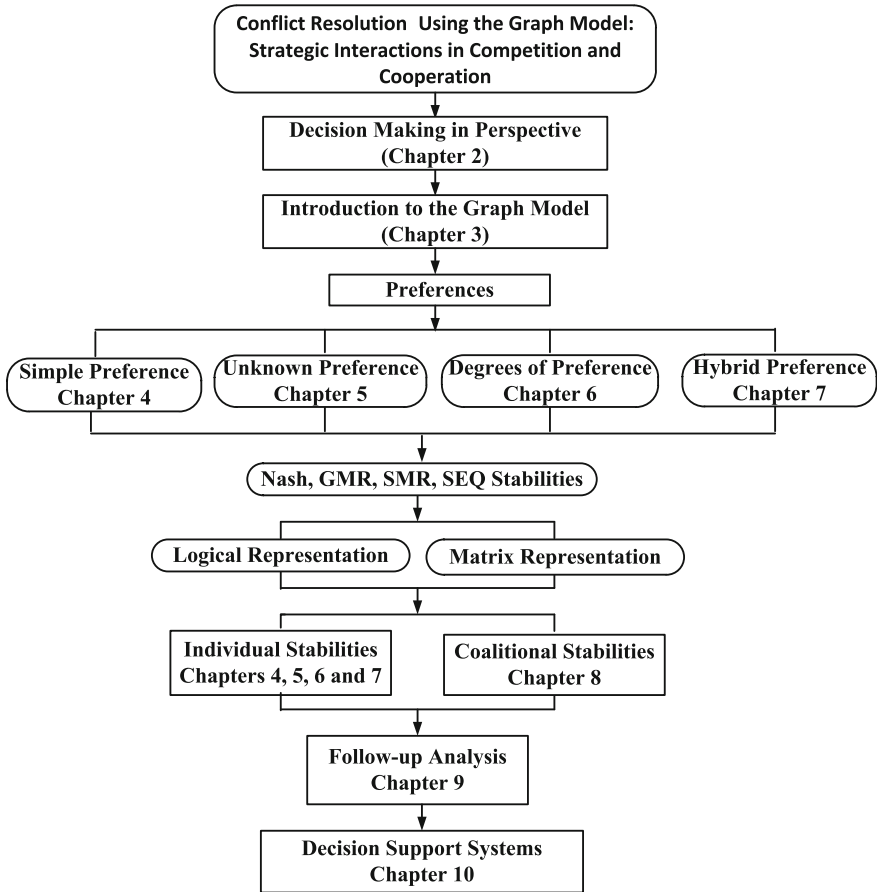 Conflict Resolution Using the Graph Model:
Strategic Interactions in Competition and
Cooperation
Decision Making in Perspective
(Chapter 2)
Introduction to the Graph Model
(Chapter 3)
Preferences
Simple Preference
Chapter 4
Unknown Preference
Chapter 5
Degrees of Preference
Chapter 6
Hybrid Preference
Chapter 7
Nash, GMR, SMR, SEQ Stabilities
Logical Representation
Matrix Representation
Individual Stabilities
Chapters 4, 5, 6 and 7
Coalitional Stabilities
Chapter 8
Follow-up Analysis
Chapter 9
Decision Support Systems
Chapter 10